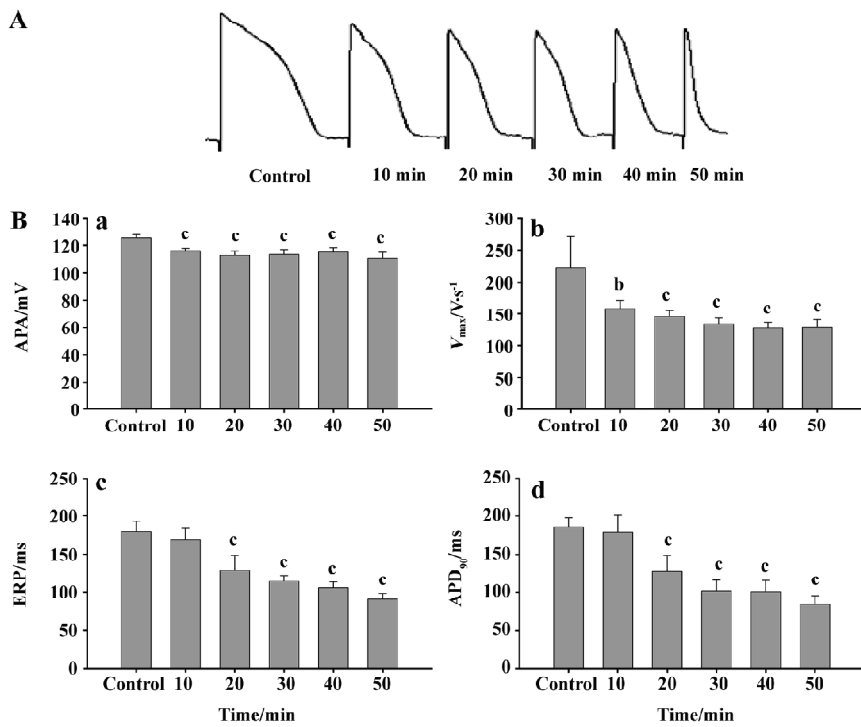 A
Control 10 min 20 min 30 min 40 min 50 min
B
a
APA/mV
140
120
100
80
60
40
20
0
c c c c c
Control 10 20 30 40 50
b
Vmax/V·s⁻¹
300
250
200
150
100
50
0
b c c c c
Control 10 20 30 40 50
c
ERP/ms
250
200
150
100
50
0
c c c c
Control 10 20 30 40 50
Time/min
d
APD₉₀/ms
250
200
150
100
50
0
c c c c
Control 10 20 30 40 50
Time/min